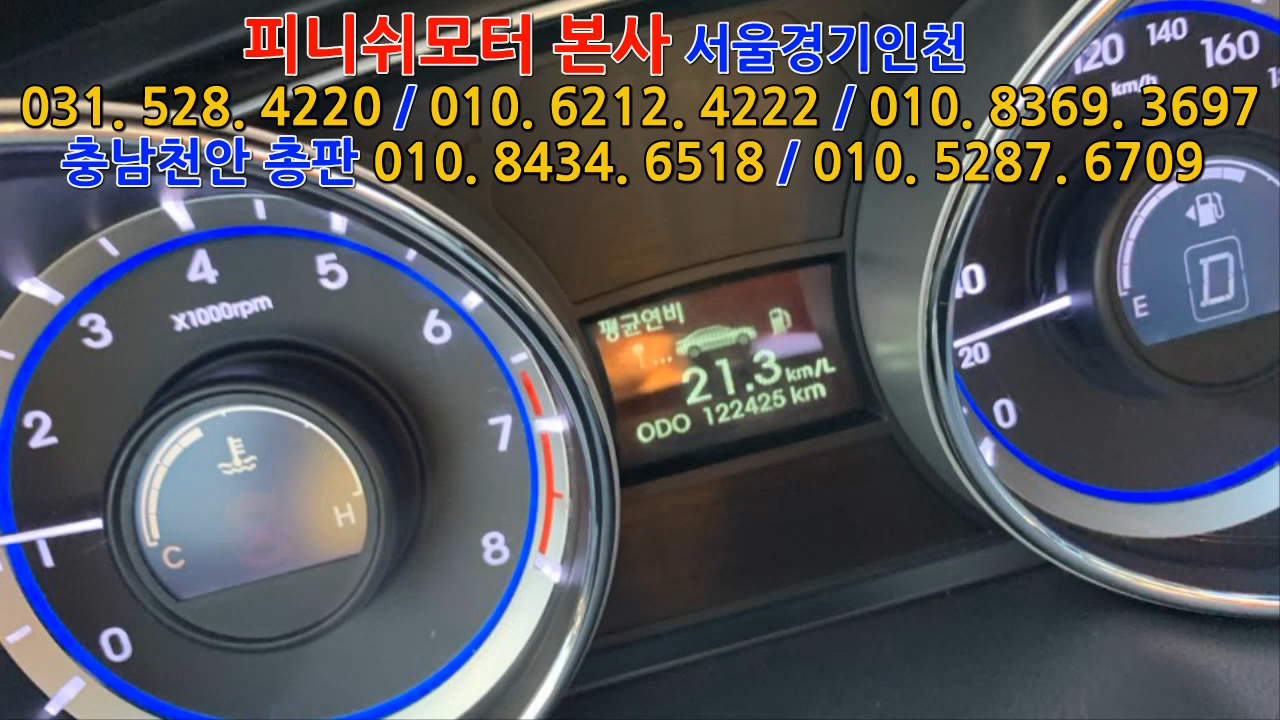 피니쉬모터 본사 서울경기인천
031. 528. 4220 / 010. 6212. 4222 / 010. 8369. 3697
충남천안 총판 010. 8434. 6518 / 010. 5287. 6709
0
1
2
3
4
5
6
7
8
X1000rpm
C
H
평균연비
21.3 km/L
ODO 122425 km
120
140
160
km/h
40
20
0
E
D